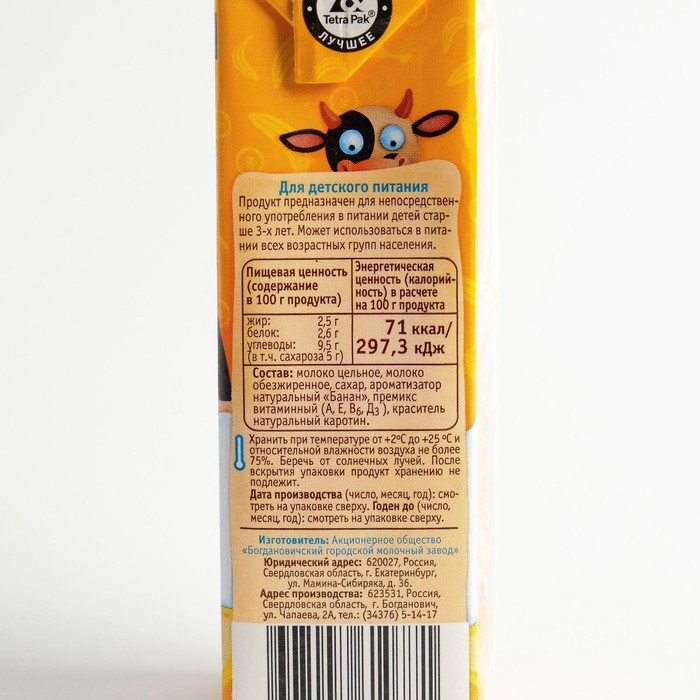 Tetra Pak®
ЛУЧШЕЕ
Для детского питания
Продукт предназначен для непосредствен-
ного употребления в питании детей стар-
ше 3-х лет. Может использоваться в пита-
нии всех возрастных групп населения.
Пищевая ценность
(содержание
в 100 г продукта)
Энергетическая
ценность (калорий-
ность) в расчете
на 100 г продукта
жир: 2,5 г
белок: 2,6 г
углеводы: 9,5 г
(в т.ч. сахароза 5 г)
71 ккал/
297,3 кДж
Состав: молоко цельное, молоко
обезжиренное, сахар, ароматизатор
натуральный «Банан», премикс
витаминный (А, Е, В6, Д3 ), краситель
натуральный каротин.
Хранить при температуре от +2ºС до +25 ºС и
относительной влажности воздуха не более
75%. Беречь от солнечных лучей. После
вскрытия упаковки продукт хранению не
подлежит.
Дата производства (число, месяц, год): смо-
треть на упаковке сверху. Годен до (число,
месяц, год): смотреть на упаковке сверху.
Изготовитель: Акционерное общество
«Богдановичский городской молочный завод»
Юридический адрес: 620027, Россия,
Свердловская область, г. Екатеринбург,
ул. Мамина-Сибиряка, д. 36.
Адрес производства: 623531, Россия,
Свердловская область, г. Богданович,
ул. Чапаева, 2А, тел.: (34376) 5-14-17